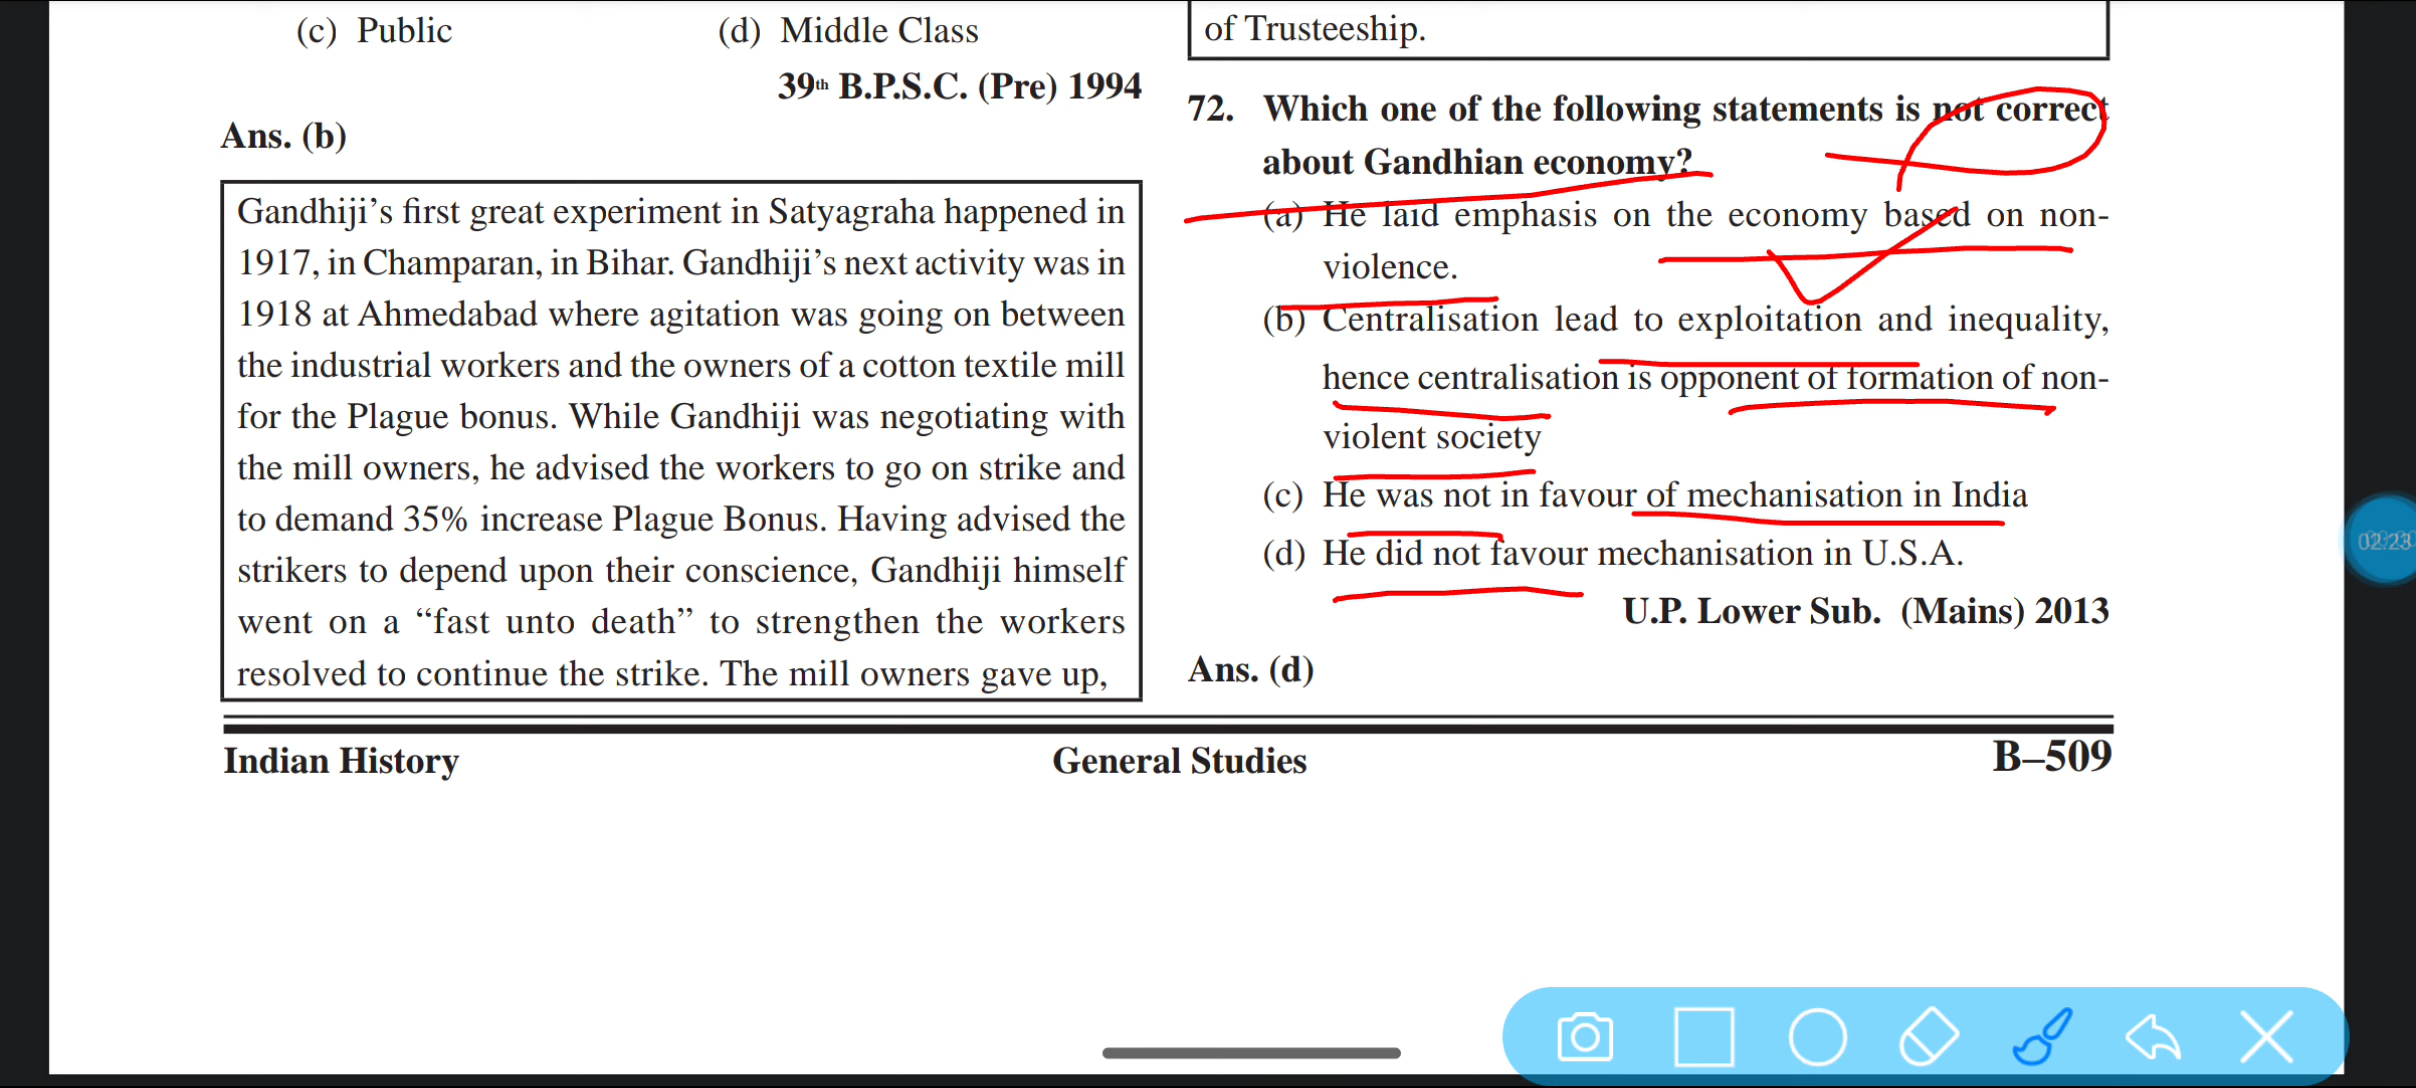 (c) Public (d) Middle Class
39th B.P.S.C. (Pre) 1994
Ans. (b)
Gandhiji’s first great experiment in Satyagraha happened in
1917, in Champaran, in Bihar. Gandhiji’s next activity was in
1918 at Ahmedabad where agitation was going on between
the industrial workers and the owners of a cotton textile mill
for the Plague bonus. While Gandhiji was negotiating with
the mill owners, he advised the workers to go on strike and
to demand 35% increase Plague Bonus. Having advised the
strikers to depend upon their conscience, Gandhiji himself
went on a “fast unto death” to strengthen the workers
resolved to continue the strike. The mill owners gave up,
of Trusteeship.
72. Which one of the following statements is not correct
about Gandhian economy?
(a) He laid emphasis on the economy based on non-
violence.
(b) Centralisation lead to exploitation and inequality,
hence centralisation is opponent of formation of non-
violent society
(c) He was not in favour of mechanisation in India
(d) He did not favour mechanisation in U.S.A.
U.P. Lower Sub. (Mains) 2013
Ans. (d)
Indian History General Studies B–509
02:23